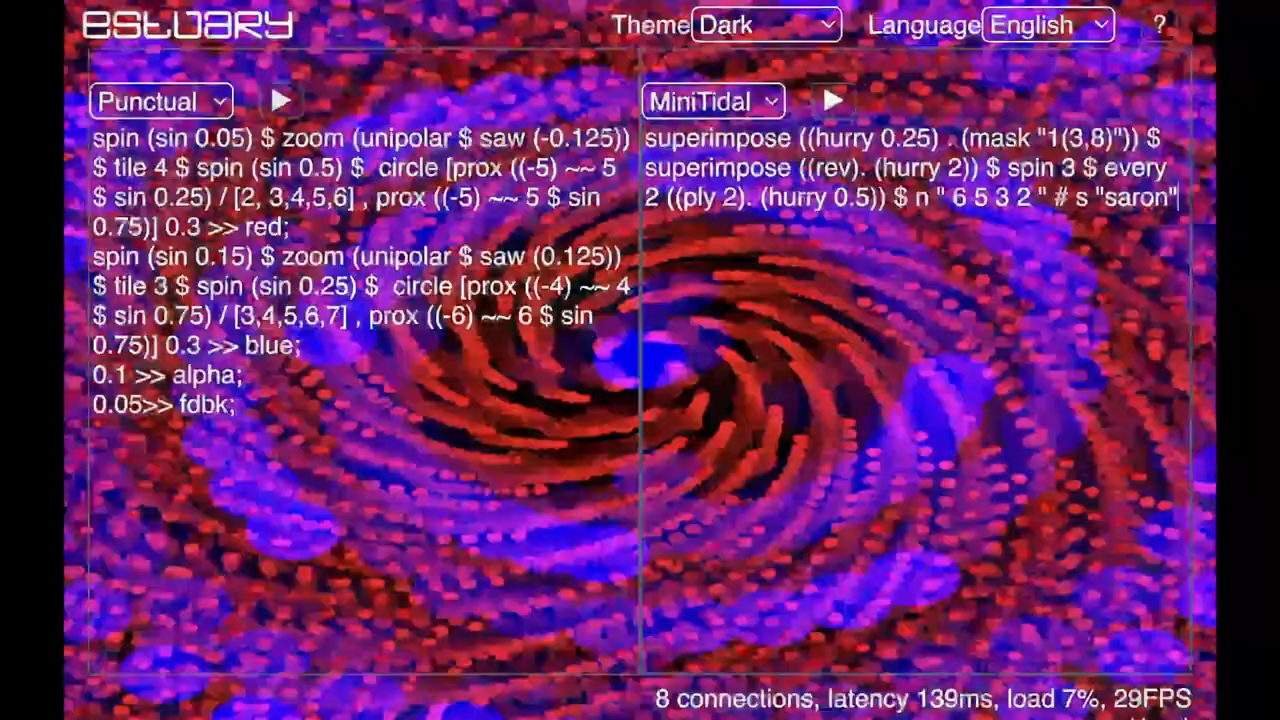 estuary
Theme Dark Language English ?
Punctual
spin (sin 0.05) $ zoom (unipolar $ saw (-0.125))
$ tile 4 $ spin (sin 0.5) $  circle [prox ((-5) ~~ 5
$ sin 0.25) / [2, 3,4,5,6] , prox ((-5) ~~ 5 $ sin
0.75)] 0.3 >> red;
spin (sin 0.15) $ zoom (unipolar $ saw (0.125))
$ tile 3 $ spin (sin 0.25) $  circle [prox ((-4) ~~ 4
$ sin 0.75) / [3,4,5,6,7] , prox ((-6) ~~ 6 $ sin
0.75)] 0.3 >> blue;
0.1 >> alpha;
0.05>> fdbk;
MiniTidal
superimpose ((hurry 0.25) . (mask "1(3,8)")) $
superimpose ((rev). (hurry 2)) $ spin 3 $ every
2 ((ply 2). (hurry 0.5)) $ n " 6 5 3 2 " # s "saron"
8 connections, latency 139ms, load 7%, 29FPS